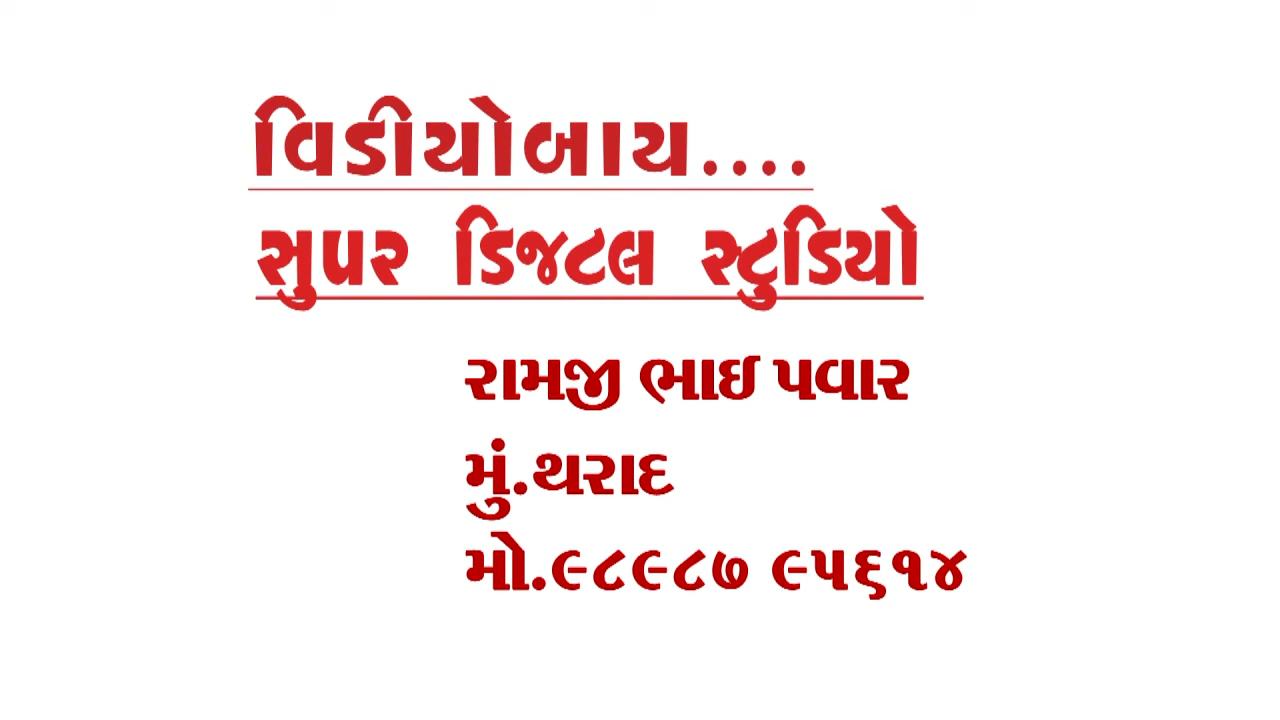 વિડીયોબાય....
સુપર ડિજટલ સ્ટુડિયો
રામજી ભાઇ પવાર
મું.થરાદ
મો.૯૮૯૮૭ ૯૫૬૧૪